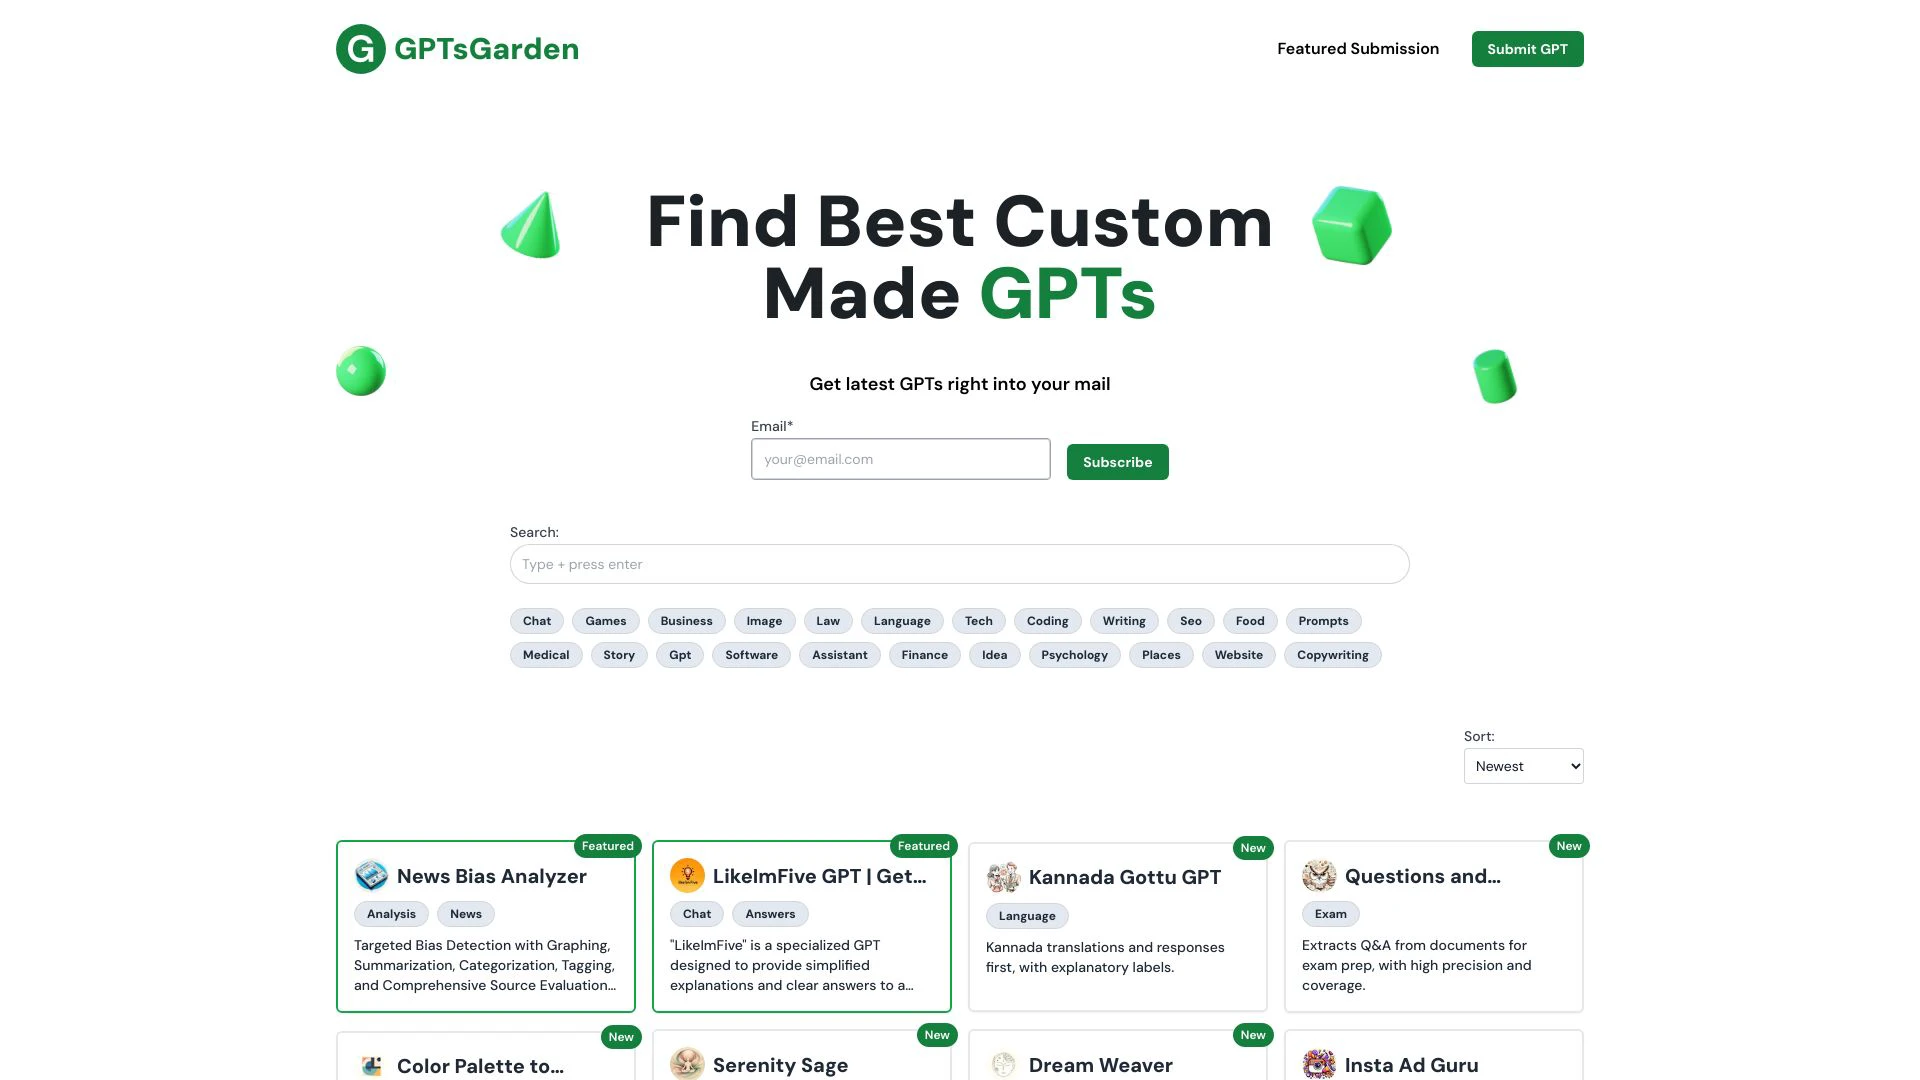 G GPTsGarden
Featured Submission
Submit GPT
Find Best Custom
Made GPTs
Get latest GPTs right into your mail
Email*
your@email.com
Subscribe
Search:
Type + press enter
Chat Games Business Image Law Language Tech Coding Writing Seo Food Prompts
Medical Story Gpt Software Assistant Finance Idea Psychology Places Website Copywriting
Sort:
Newest
Featured
News Bias Analyzer
Analysis News
Targeted Bias Detection with Graphing,
Summarization, Categorization, Tagging,
and Comprehensive Source Evaluation...
Featured
LikeImFive GPT | Get...
Chat Answers
"LikeImFive" is a specialized GPT
designed to provide simplified
explanations and clear answers to a...
New
Kannada Gottu GPT
Language
Kannada translations and responses
first, with explanatory labels.
New
Questions and...
Exam
Extracts Q&A from documents for
exam prep, with high precision and
coverage.
New
Color Palette to...
New
Serenity Sage
New
Dream Weaver
Insta Ad Guru